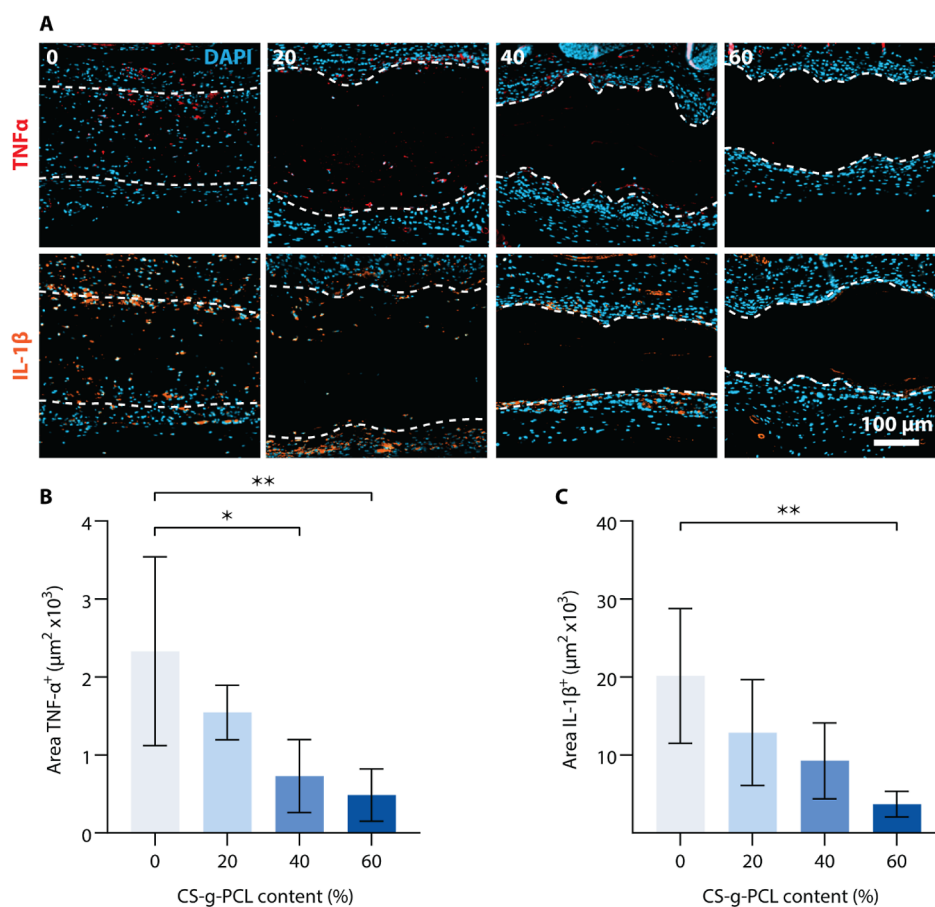 A
0 DAPI 20 40 60
TNFα
IL-1β
100 µm
B
**
*
4
3
2
1
0
Area TNF-α⁺ (µm² x10³)
0 20 40 60
CS-g-PCL content (%)
C
**
40
30
20
10
0
Area IL-1β⁺ (µm² x10³)
0 20 40 60
CS-g-PCL content (%)